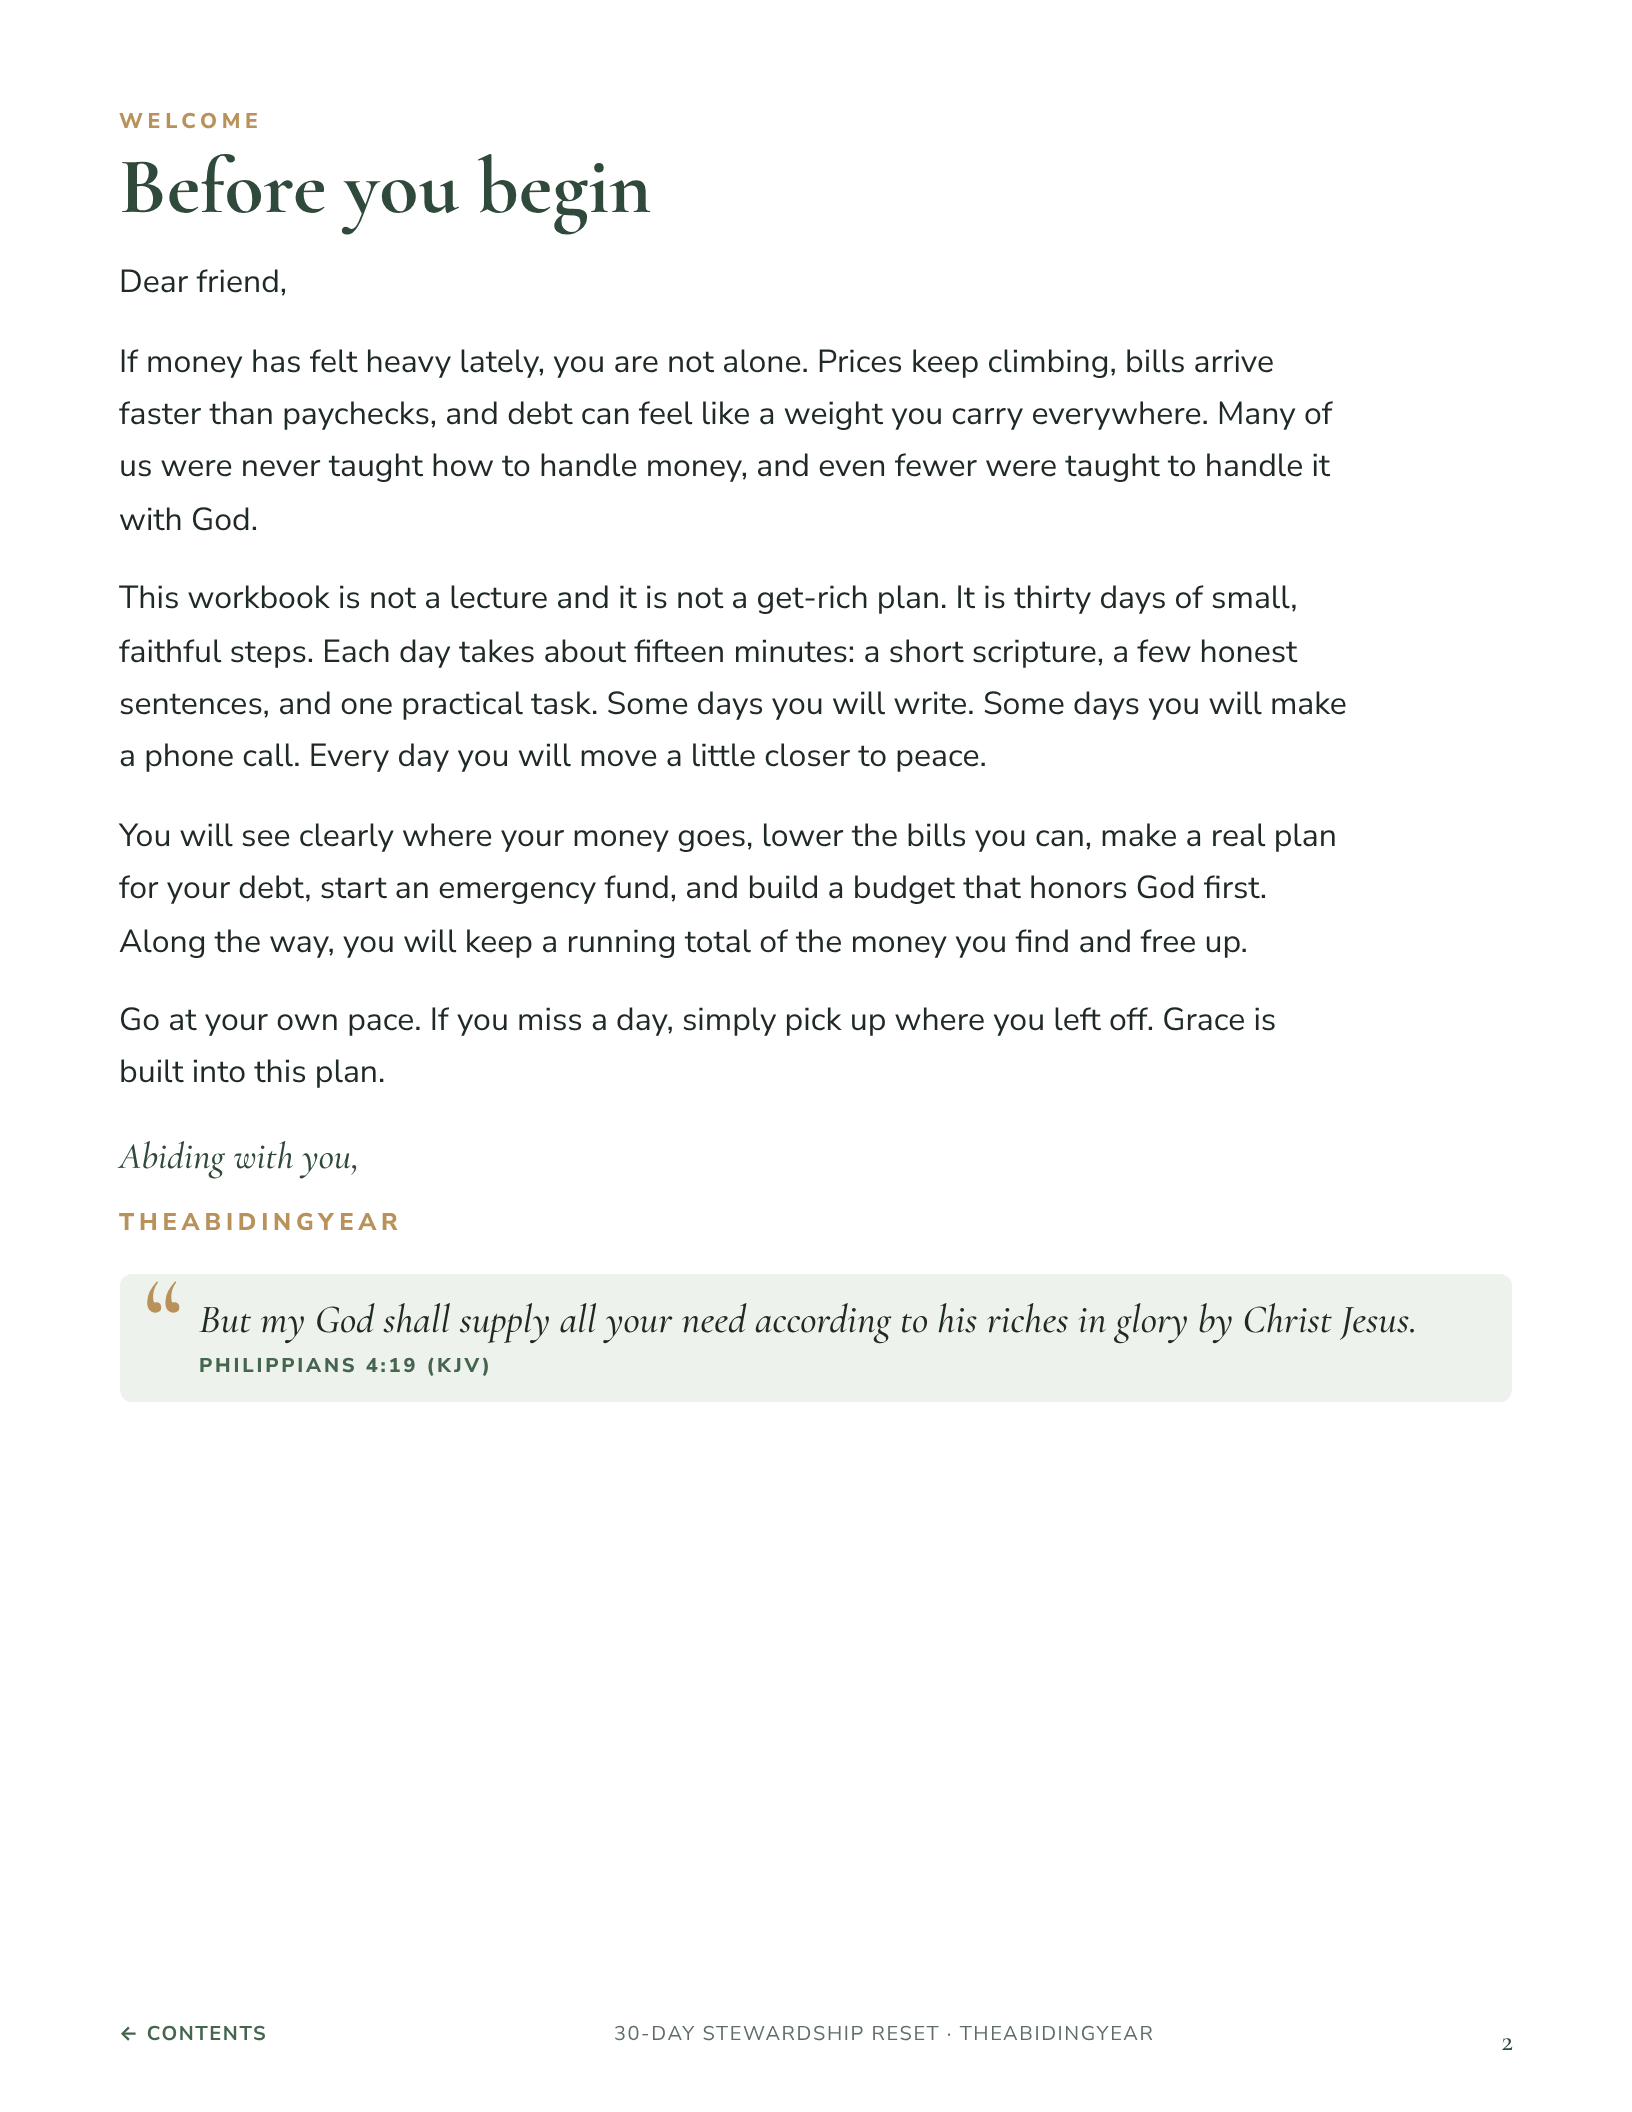 WELCOME
Before you begin
Dear friend,
If money has felt heavy lately, you are not alone. Prices keep climbing, bills arrive
faster than paychecks, and debt can feel like a weight you carry everywhere. Many of
us were never taught how to handle money, and even fewer were taught to handle it
with God.
This workbook is not a lecture and it is not a get-rich plan. It is thirty days of small,
faithful steps. Each day takes about fifteen minutes: a short scripture, a few honest
sentences, and one practical task. Some days you will write. Some days you will make
a phone call. Every day you will move a little closer to peace.
You will see clearly where your money goes, lower the bills you can, make a real plan
for your debt, start an emergency fund, and build a budget that honors God first.
Along the way, you will keep a running total of the money you find and free up.
Go at your own pace. If you miss a day, simply pick up where you left off. Grace is
built into this plan.
Abiding with you,
THEABIDINGYEAR
“ But my God shall supply all your need according to his riches in glory by Christ Jesus.
PHILIPPIANS 4:19 (KJV)
← CONTENTS
30-DAY STEWARDSHIP RESET · THEABIDINGYEAR
2